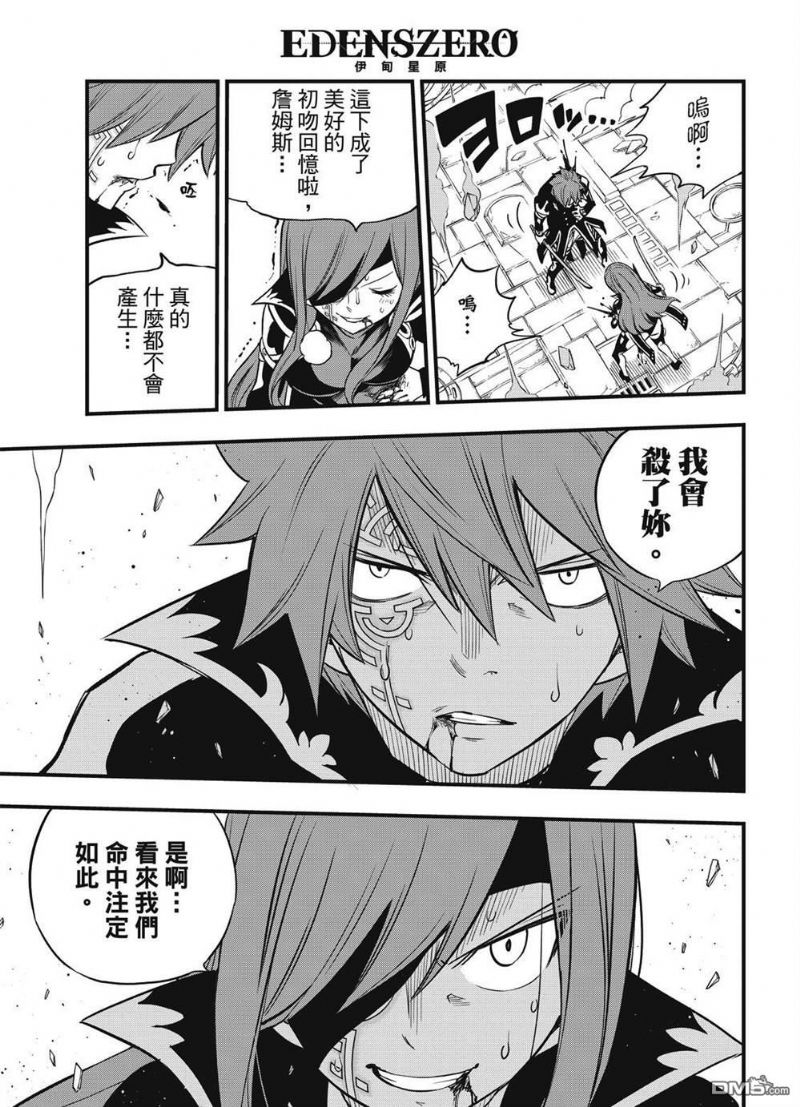 EDENSZERO
伊甸星原
嗚啊…
ヨロッ
嗚…
這下成了
美好的
初吻回憶啦，
詹姆斯…
呸
真的
什麼都不會
產生…
我會
殺了妳。
是啊…
看來我們
命中注定
如此。
DM5